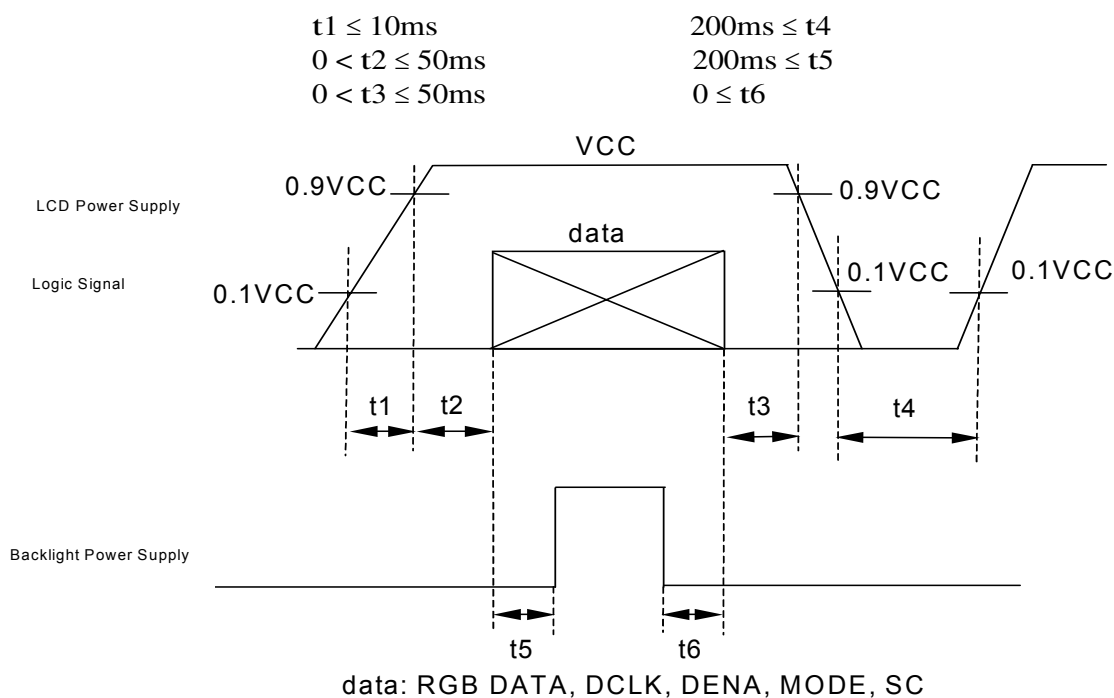 t1 ≤ 10ms 200ms ≤ t4
0 < t2 ≤ 50ms 200ms ≤ t5
0 < t3 ≤ 50ms 0 ≤ t6
VCC
0.9VCC 0.9VCC
LCD Power Supply
data
Logic Signal
0.1VCC 0.1VCC 0.1VCC
t1 t2 t3 t4
Backlight Power Supply
t5 t6
data: RGB DATA, DCLK, DENA, MODE, SC